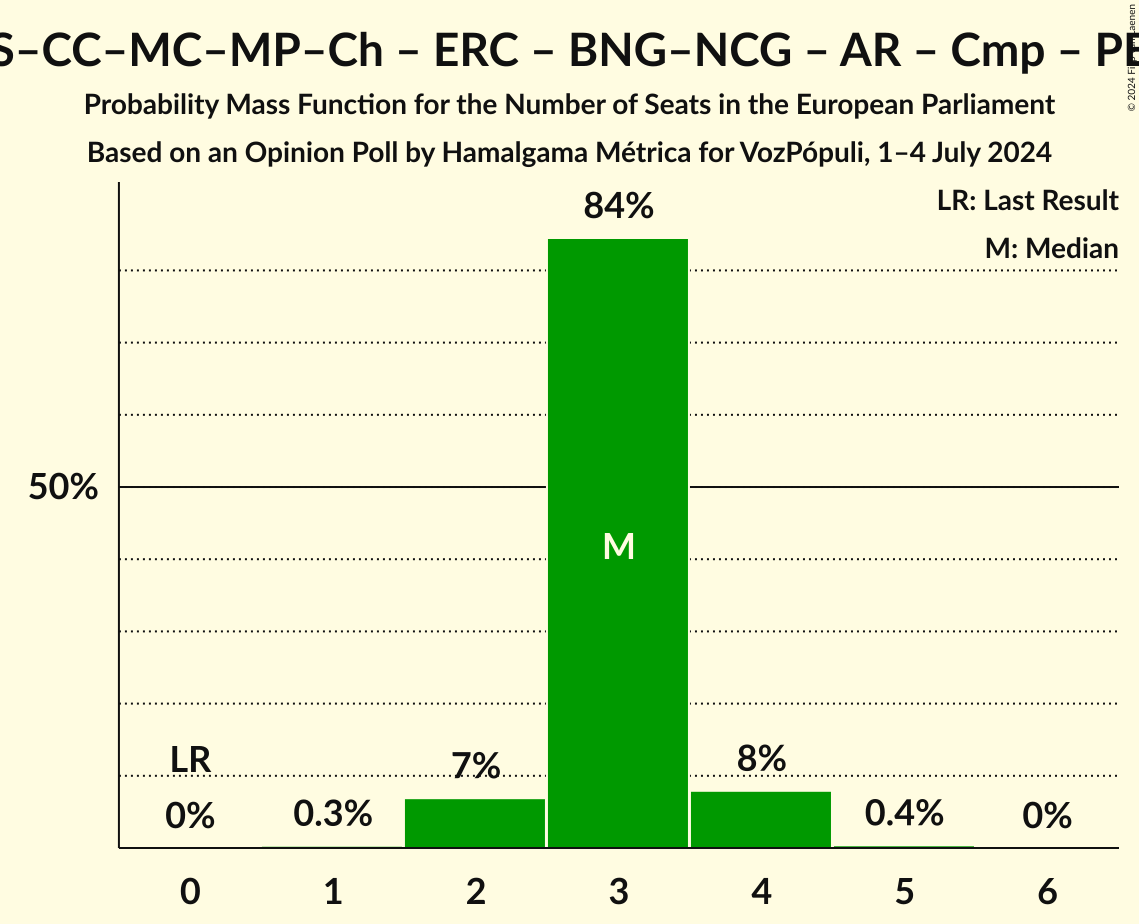 S–CC–MC–MP–Ch – ERC – BNG–NCG – AR – Cmp –
Probability Mass Function for the Number of Seats in the European Parliament
Based on an Opinion Poll by Hamalgama Métrica for VozPópuli, 1–4 July 2024
LR: Last Result
M: Median
84%
50%
M
LR
7%
8%
0%
0.3%
0.4%
0%
0 1 2 3 4 5 6
© 2024